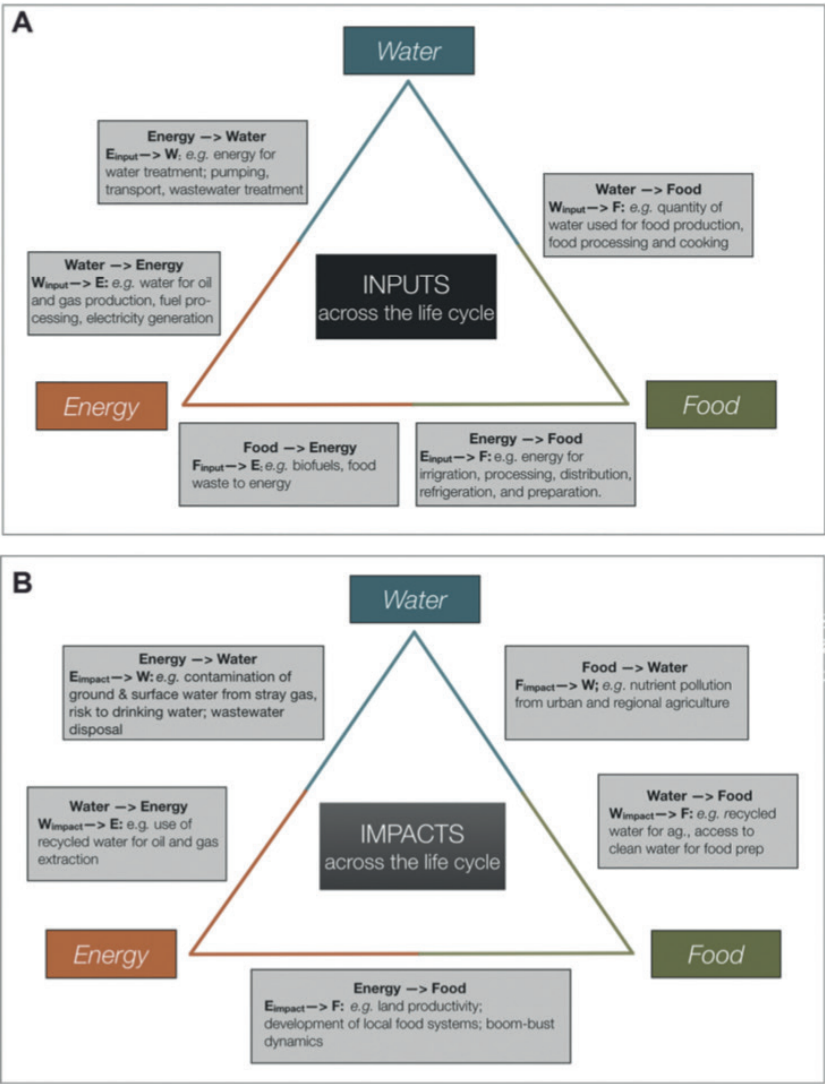 A
Water
Energy —> Water
Einput—> W: e.g. energy for
water treatment; pumping,
transport, wastewater treatment
Water —> Food
Winput—> F: e.g. quantity of
water used for food production,
food processing and cooking
Water —> Energy
Winput—> E: e.g. water for oil
and gas production, fuel pro-
cessing, electricity generation
INPUTS
across the life cycle
Energy
Food
Food —> Energy
Finput—> E: e.g. biofuels, food
waste to energy
Energy —> Food
Einput—> F: e.g. energy for
irrigration, processing, distribution,
refrigeration, and preparation.
B
Water
Energy —> Water
Eimpact—> W: e.g. contamination of
ground & surface water from stray gas,
risk to drinking water; wastewater
disposal
Food —> Water
Fimpact—> W; e.g. nutrient pollution
from urban and regional agriculture
Water —> Energy
Wimpact—> E: e.g. use of
recycled water for oil and gas
extraction
Water —> Food
Wimpact—> F: e.g. recycled
water for ag., access to
clean water for food prep
IMPACTS
across the life cycle
Energy
Food
Energy —> Food
Eimpact—> F: e.g. land productivity;
development of local food systems; boom-bust
dynamics